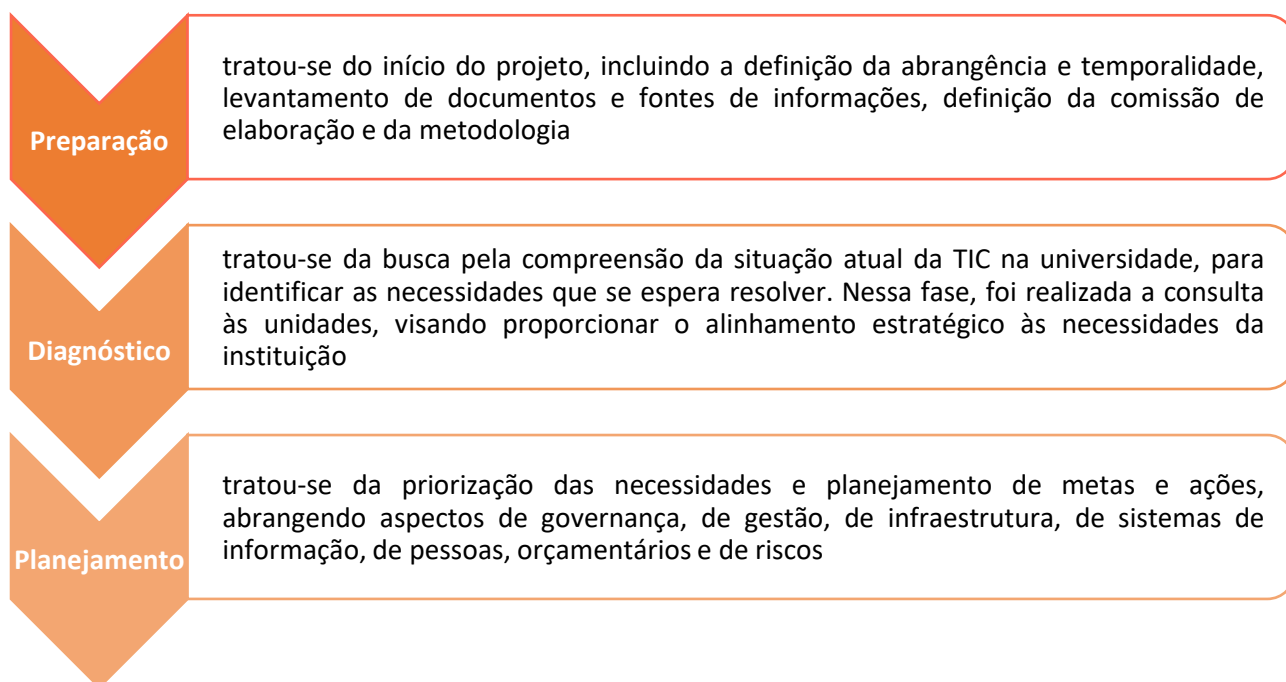 Preparação
tratou-se do início do projeto, incluindo a definição da abrangência e temporalidade,
levantamento de documentos e fontes de informações, definição da comissão de
elaboração e da metodologia
Diagnóstico
tratou-se da busca pela compreensão da situação atual da TIC na universidade, para
identificar as necessidades que se espera resolver. Nessa fase, foi realizada a consulta
às unidades, visando proporcionar o alinhamento estratégico às necessidades da
instituição
Planejamento
tratou-se da priorização das necessidades e planejamento de metas e ações,
abrangendo aspectos de governança, de gestão, de infraestrutura, de sistemas de
informação, de pessoas, orçamentários e de riscos